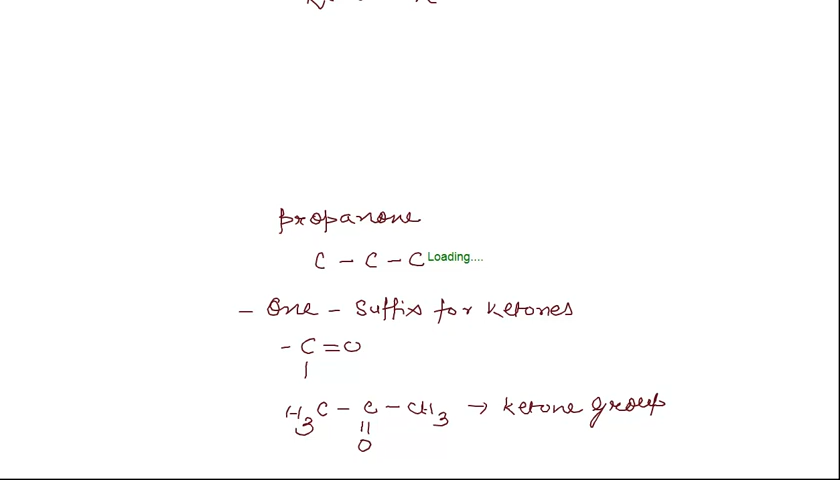 propanone
C - C - C Loading....
- One - Suffix for ketones
- C = O
|
H3C - C - CH3 → ketone group
||
O